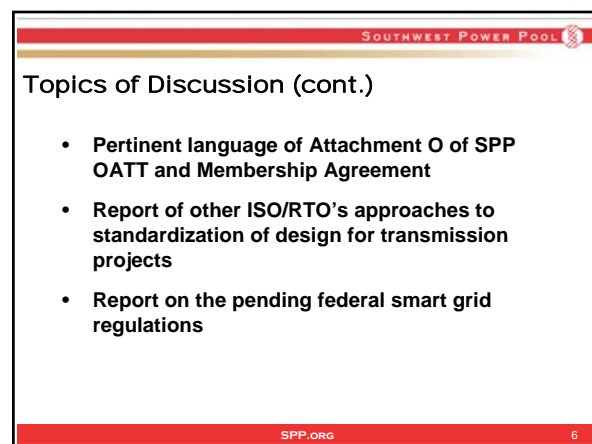 SOUTHWEST POWER POOL
Topics of Discussion (cont.)
• Pertinent language of Attachment O of SPP
OATT and Membership Agreement
• Report of other ISO/RTO's approaches to
standardization of design for transmission
projects
• Report on the pending federal smart grid
regulations
SPP.ORG 6